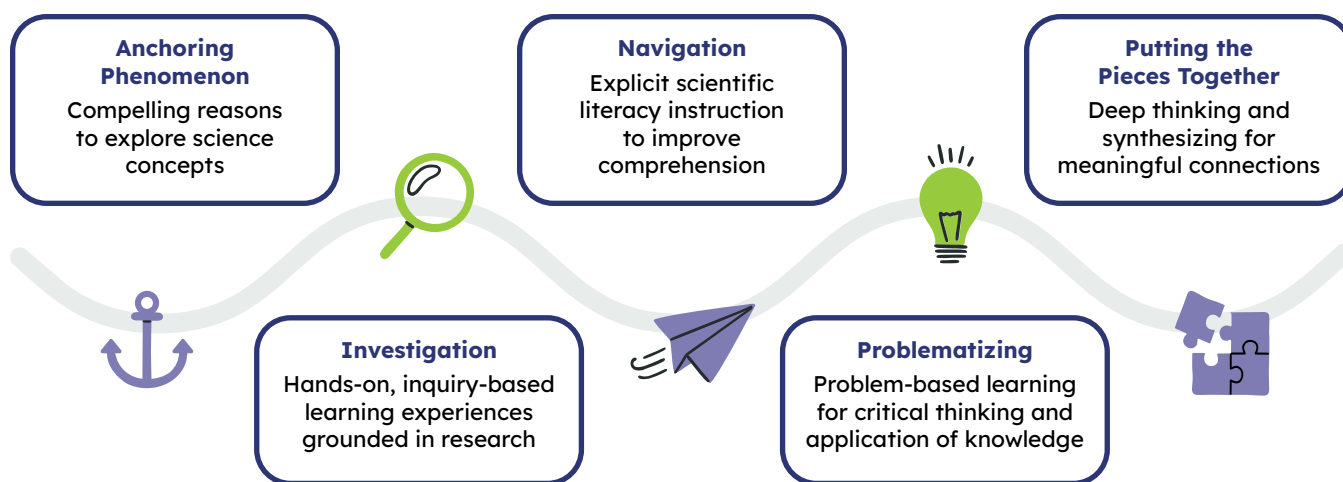 Anchoring
Phenomenon
Compelling reasons
to explore science
concepts
Investigation
Hands-on, inquiry-based
learning experiences
grounded in research
Navigation
Explicit scientific
literacy instruction
to improve
comprehension
Problematizing
Problem-based learning
for critical thinking and
application of knowledge
Putting the
Pieces Together
Deep thinking and
synthesizing for
meaningful connections